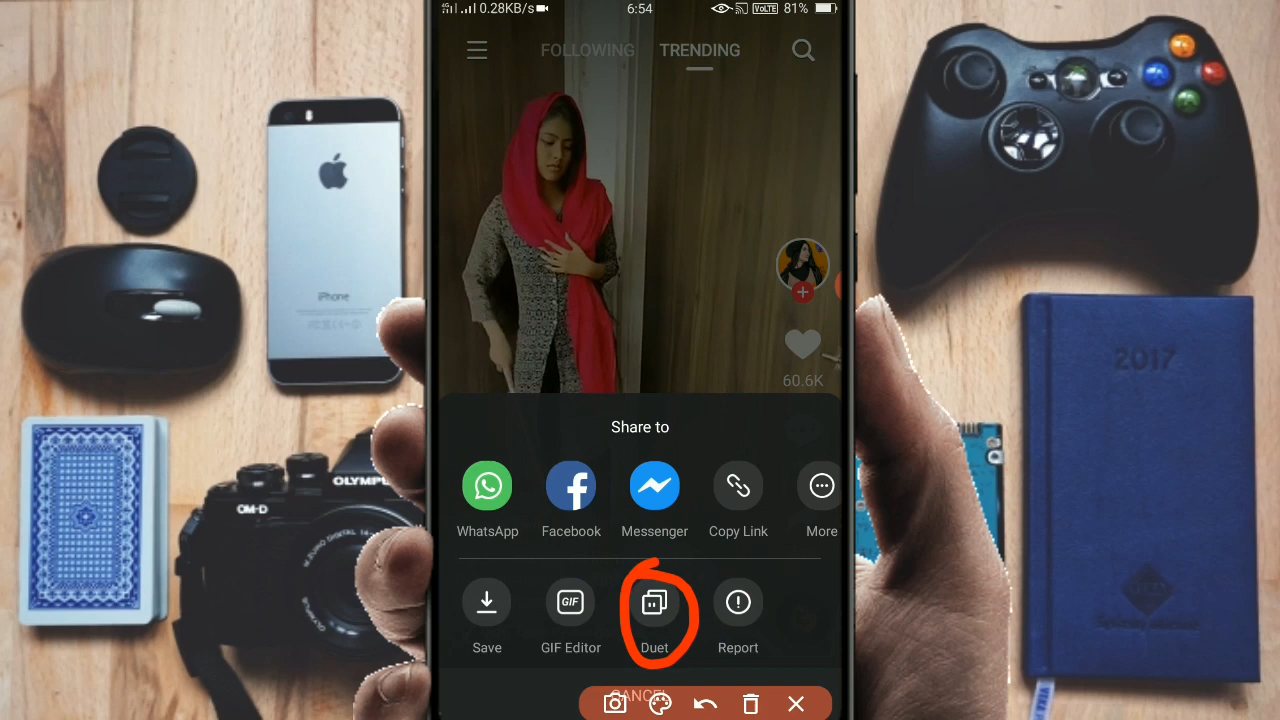 0.28KB/s
6:54
VoLTE
81%
FOLLOWING
TRENDING
60.6K
Share to
WhatsApp
Facebook
Messenger
Copy Link
More
GIF
Save
GIF Editor
Duet
Report
CANCEL
iPhone
OLYMPUS
OM-D
2017